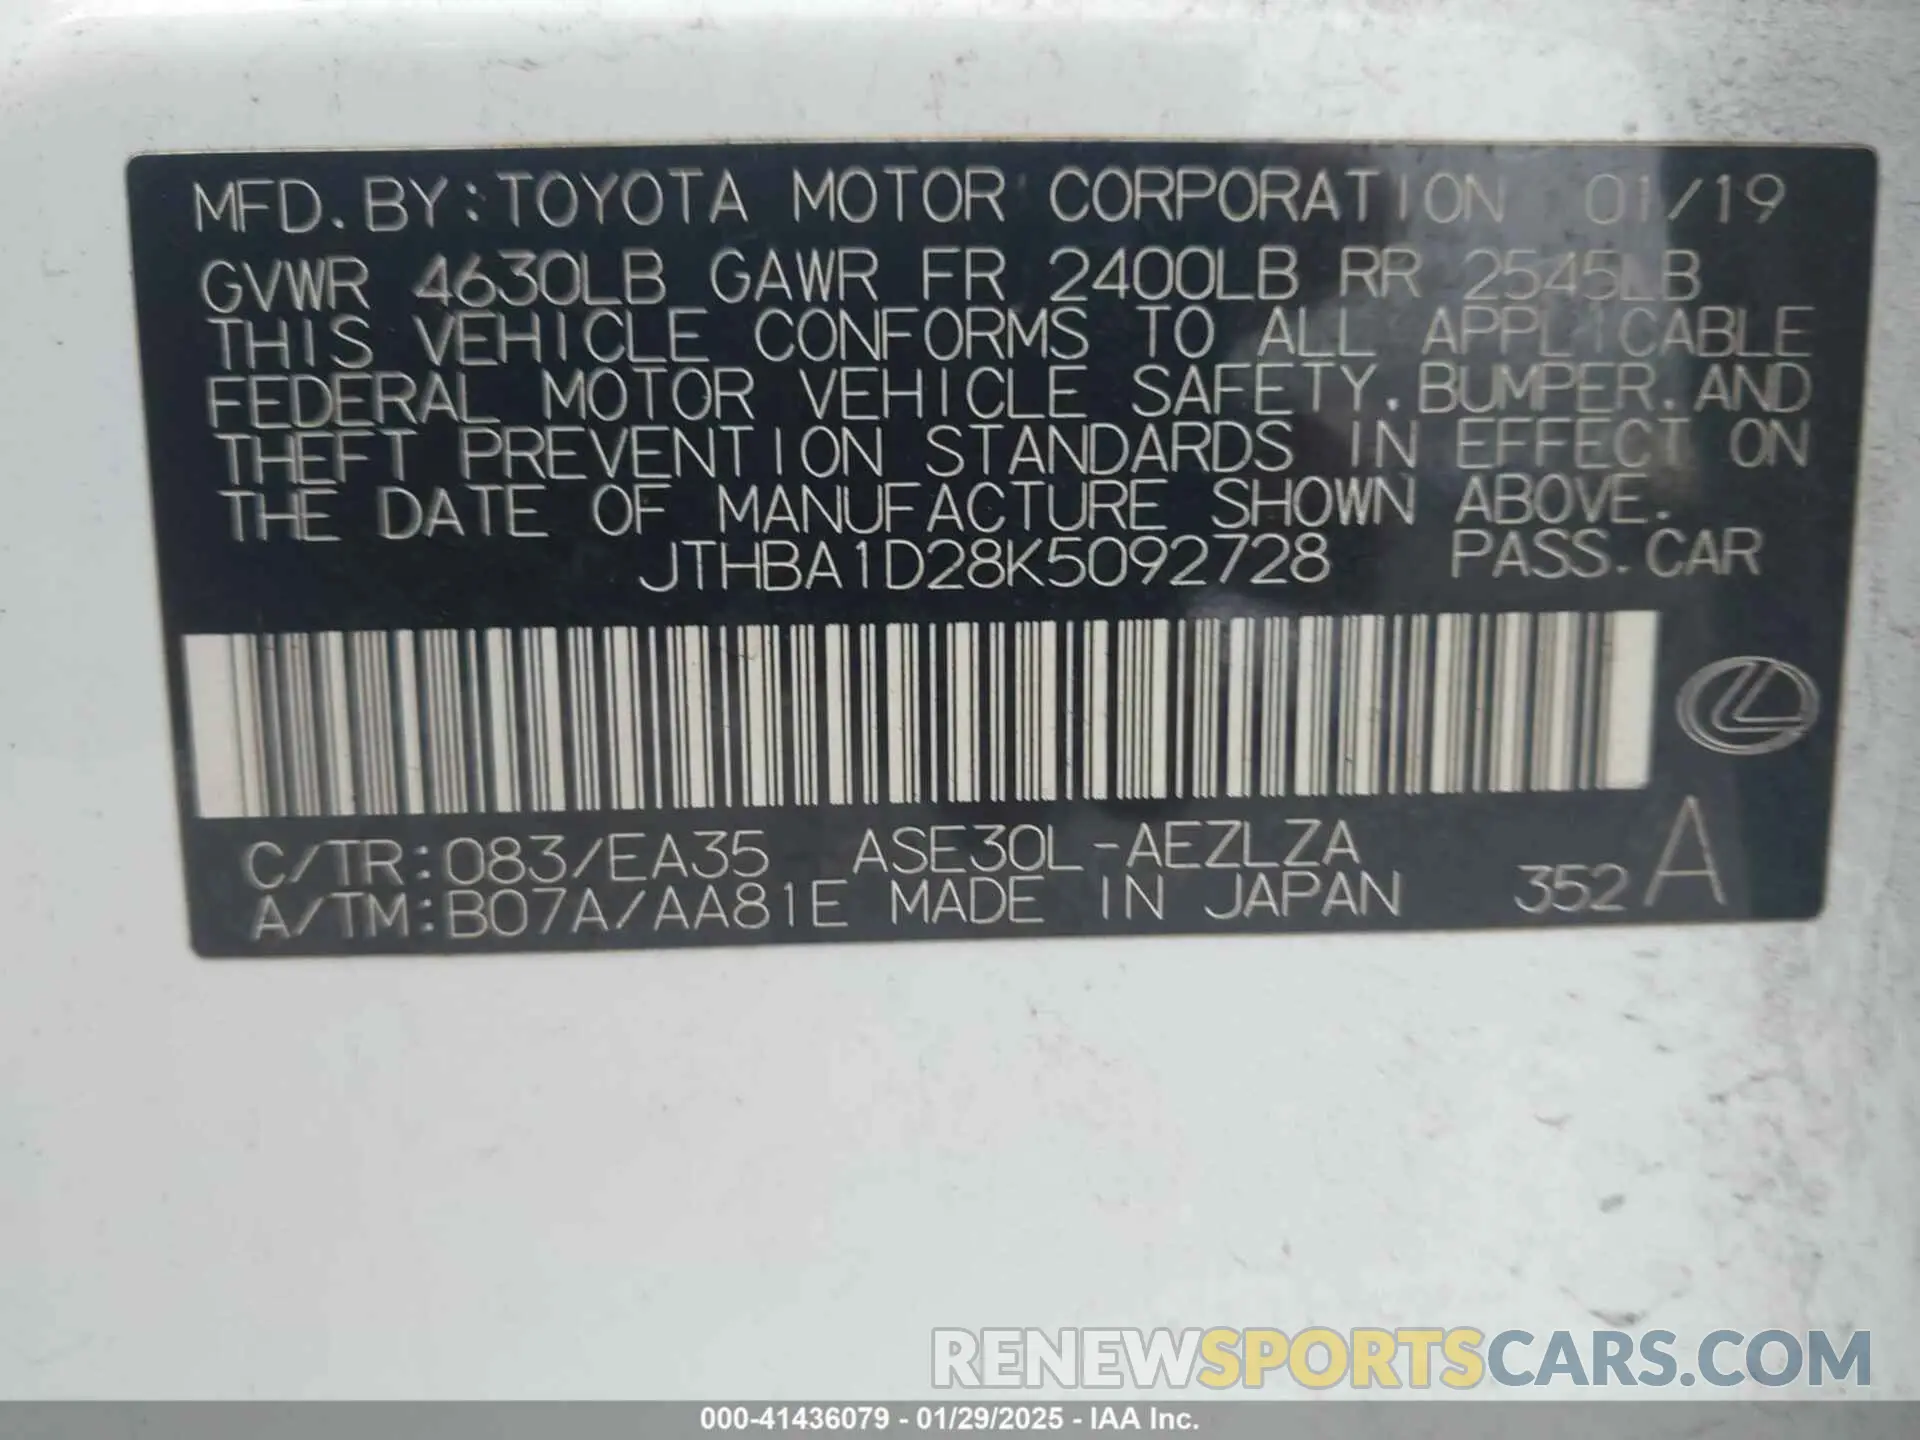 MFD. BY: TOYOTA MOTOR CORPORATION 01/19
GVWR 4630LB GAWR FR 2400LB RR 2545LB
THIS VEHICLE CONFORMS TO ALL APPLICABLE
FEDERAL MOTOR VEHICLE SAFETY, BUMPER, AND
THEFT PREVENTION STANDARDS IN EFFECT ON
THE DATE OF MANUFACTURE SHOWN ABOVE.
JTHBA1D28K5092728 PASS. CAR
C/TR: 083/EA35 ASE30L-AEZLZA
A/TM: B07A/AA81E MADE IN JAPAN 352A
RENEWSPORTSCARS.COM
000-41436079 - 01/29/2025 - IAA Inc.